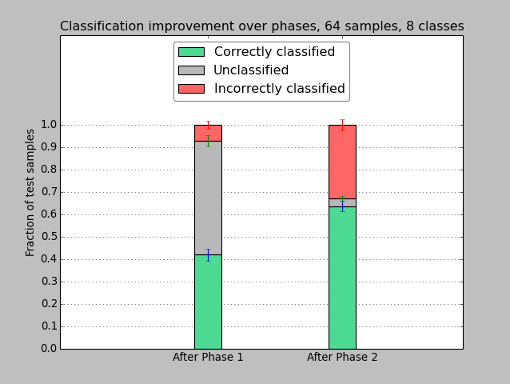 Classification improvement over phases, 64 samples, 8 classes
Correctly classified
Unclassified
Incorrectly classified
Fraction of test samples
1.0
0.9
0.8
0.7
0.6
0.5
0.4
0.3
0.2
0.1
0.0
After Phase 1
After Phase 2